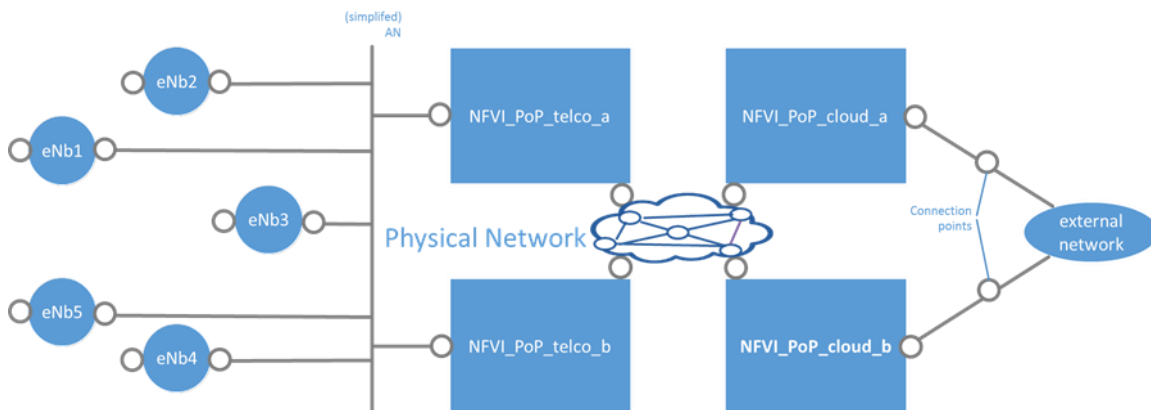 (simplifed)
AN
eNb2
NFVI_PoP_telco_a
NFVI_PoP_cloud_a
eNb1
eNb3
Physical Network
Connection
points
external
network
eNb5
eNb4
NFVI_PoP_telco_b
NFVI_PoP_cloud_b